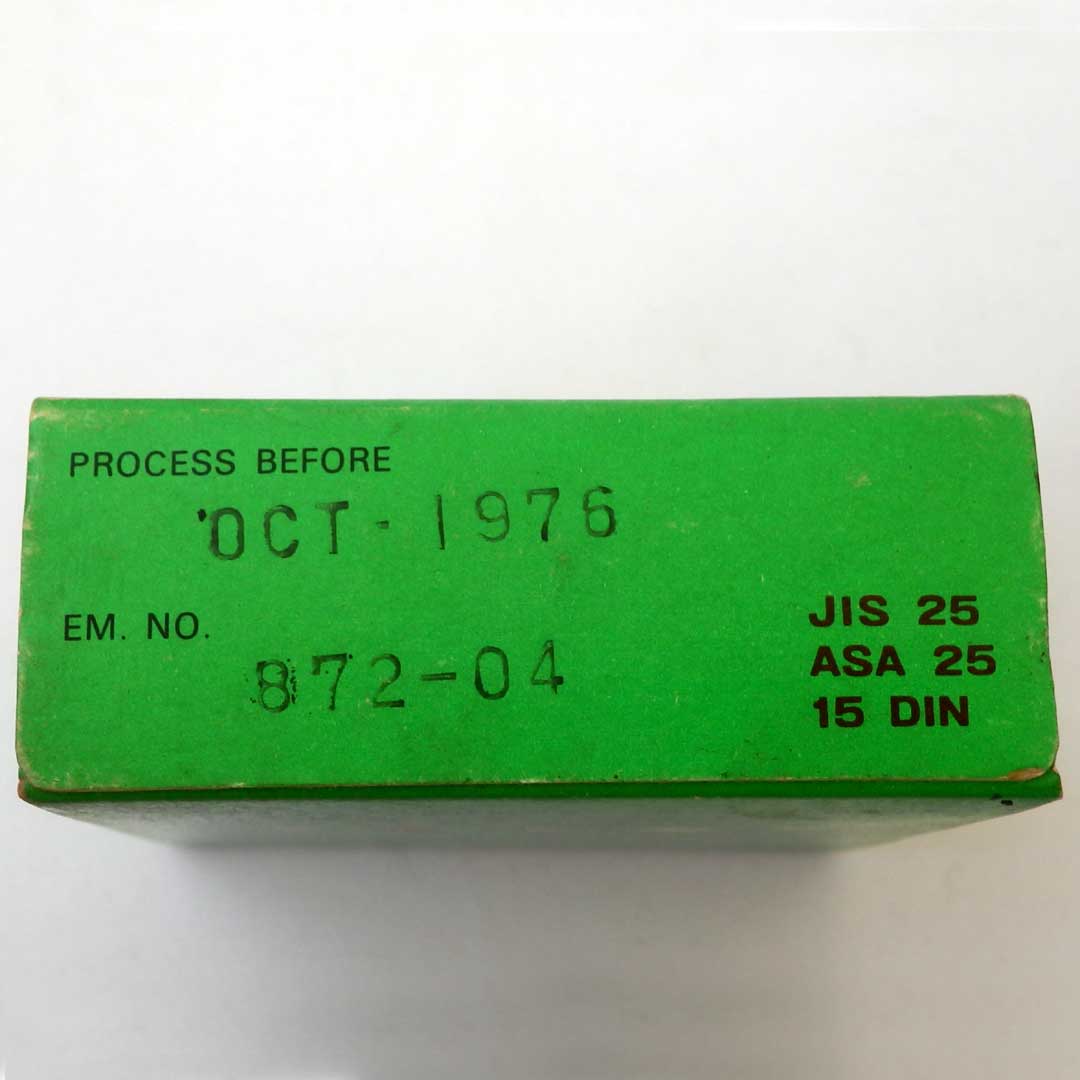 PROCESS BEFORE
OCT-1976
EM. NO.
872-04
JIS 25
ASA 25
15 DIN